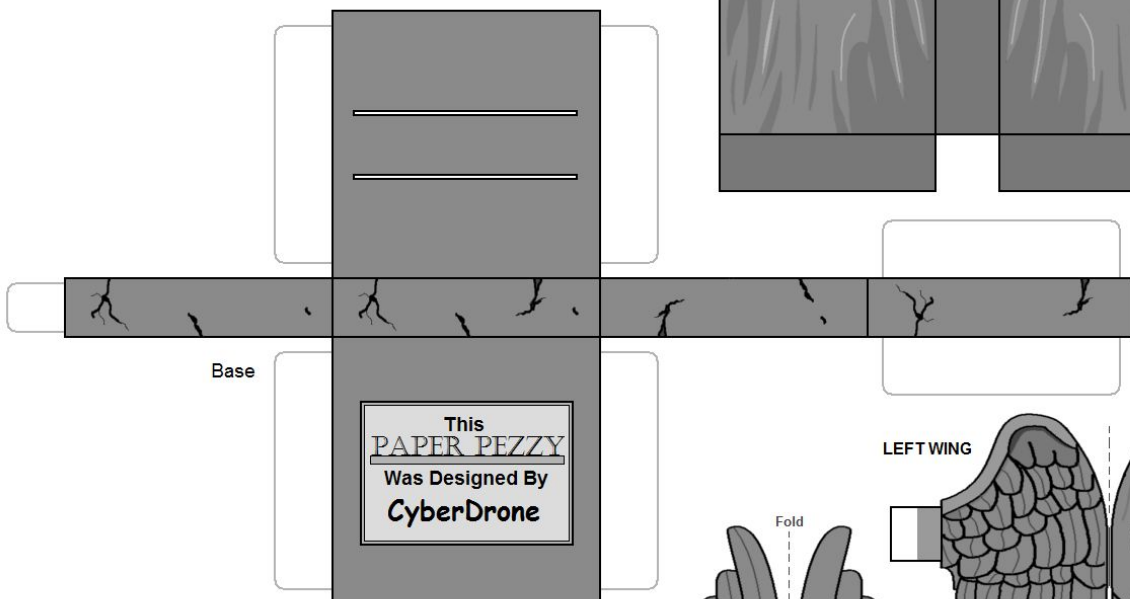 Base
This
PAPER PEZZY
Was Designed By
CyberDrone
LEFT WING
Fold